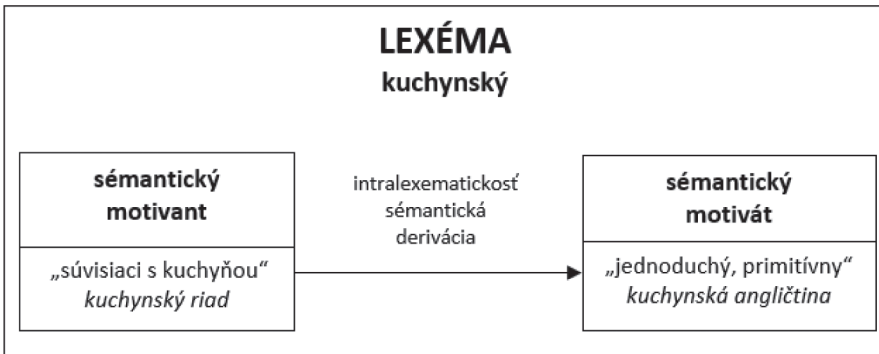 LEXÉMA
kuchynský
sémantický
motivant
„súvisiaci s kuchyňou“
kuchynský riad
intralexematickosť
sémantická
derivácia
sémantický
motivát
„jednoduchý, primitívny“
kuchynská angličtina